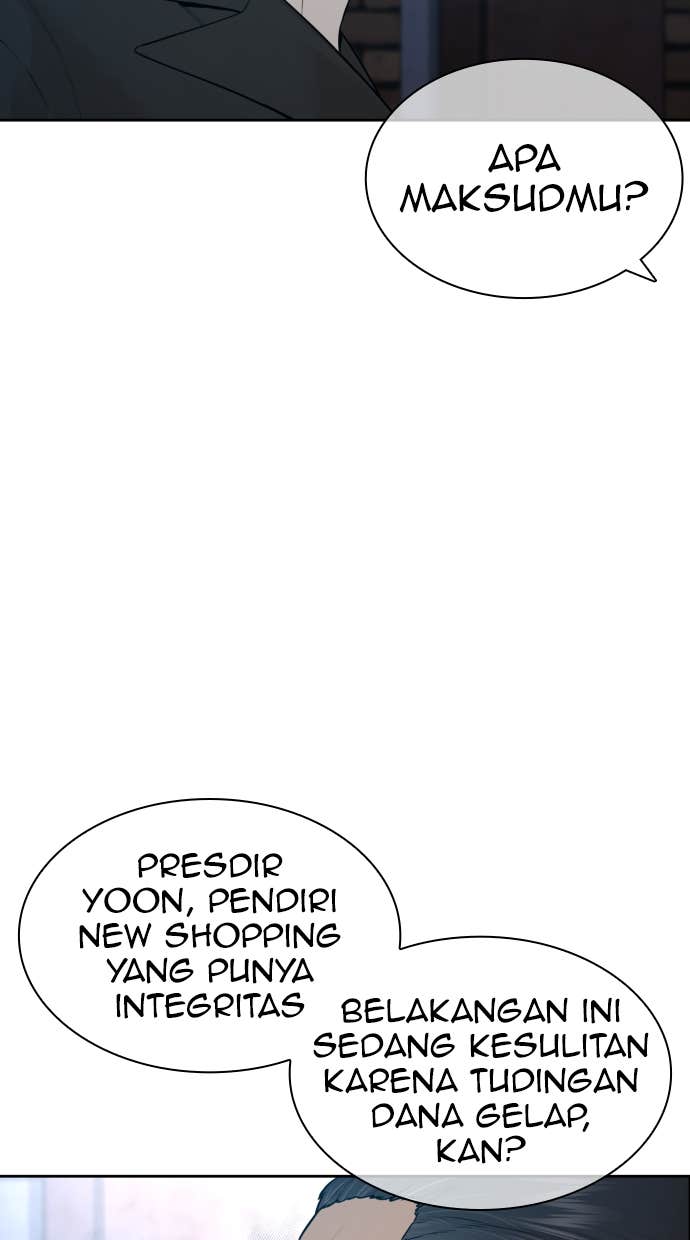 APA
MAKSUDMU?
PRESDIR
YOON, PENDIRI
NEW SHOPPING
YANG PUNYA
INTEGRITAS
BELAKANGAN INI
SEDANG KESULITAN
KARENA TUDINGAN
DANA GELAP,
KAN?